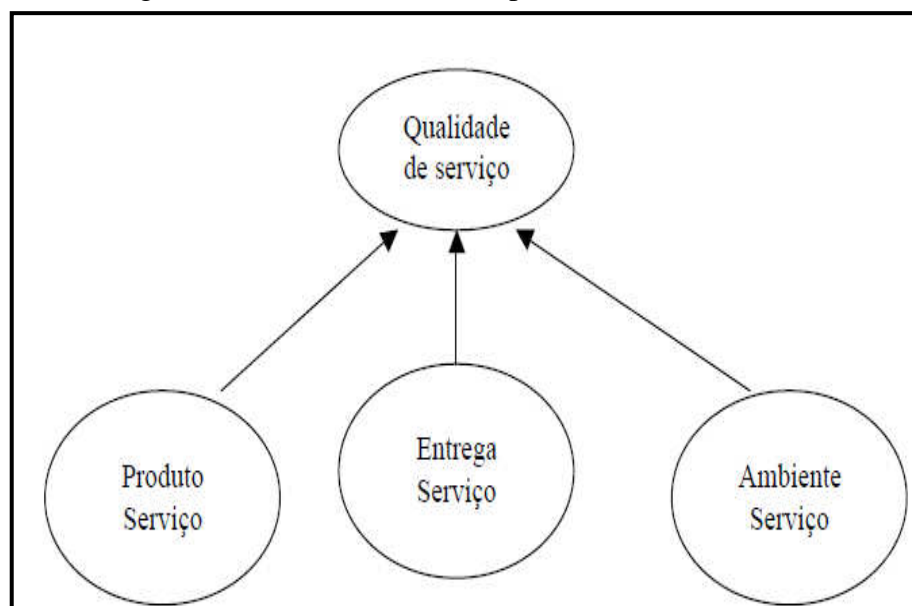 Qualidade
de serviço
Entrega
Serviço
Produto
Serviço
Ambiente
Serviço